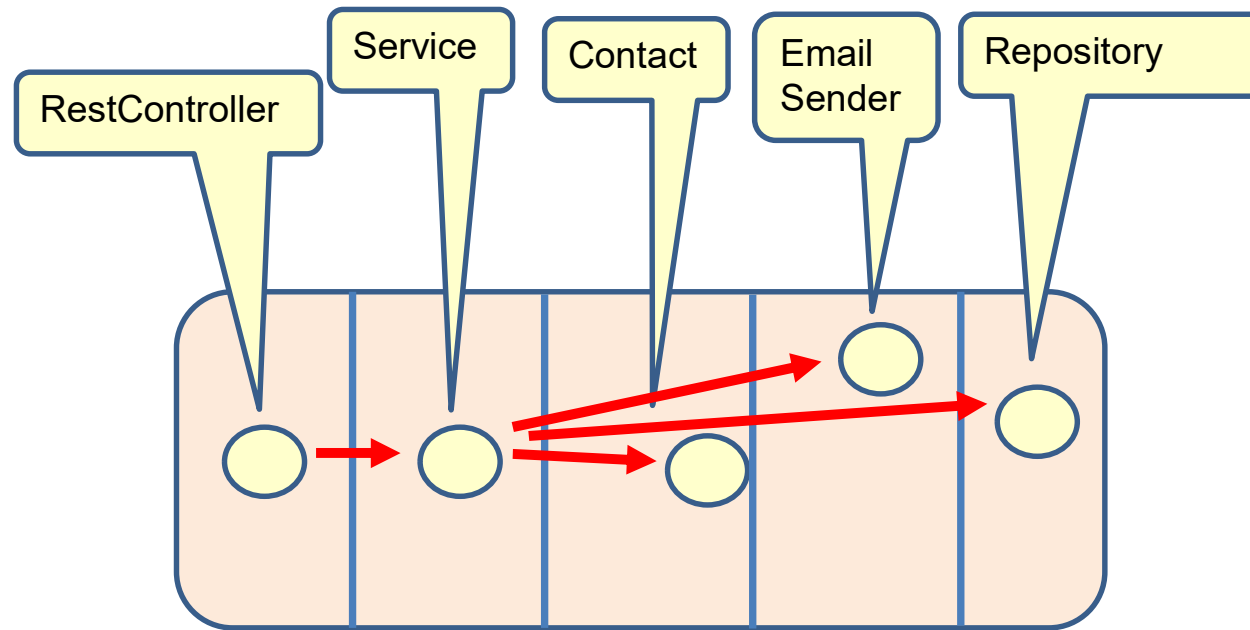 RestController
Service
Contact
Email
Sender
Repository